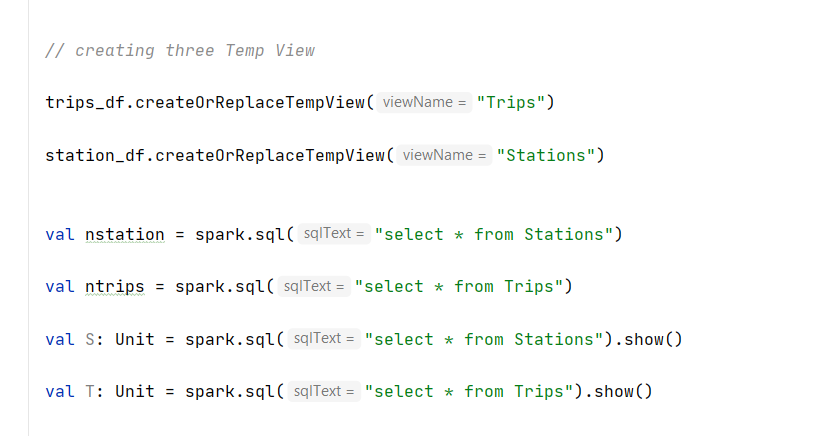 // creating three Temp View
trips_df.createOrReplaceTempView( viewName = "Trips")
station_df.createOrReplaceTempView( viewName = "Stations")
val nstation = spark.sql( sqlText = "select * from Stations")
val ntrips = spark.sql( sqlText = "select * from Trips")
val S: Unit = spark.sql( sqlText = "select * from Stations").show()
val T: Unit = spark.sql( sqlText = "select * from Trips").show()